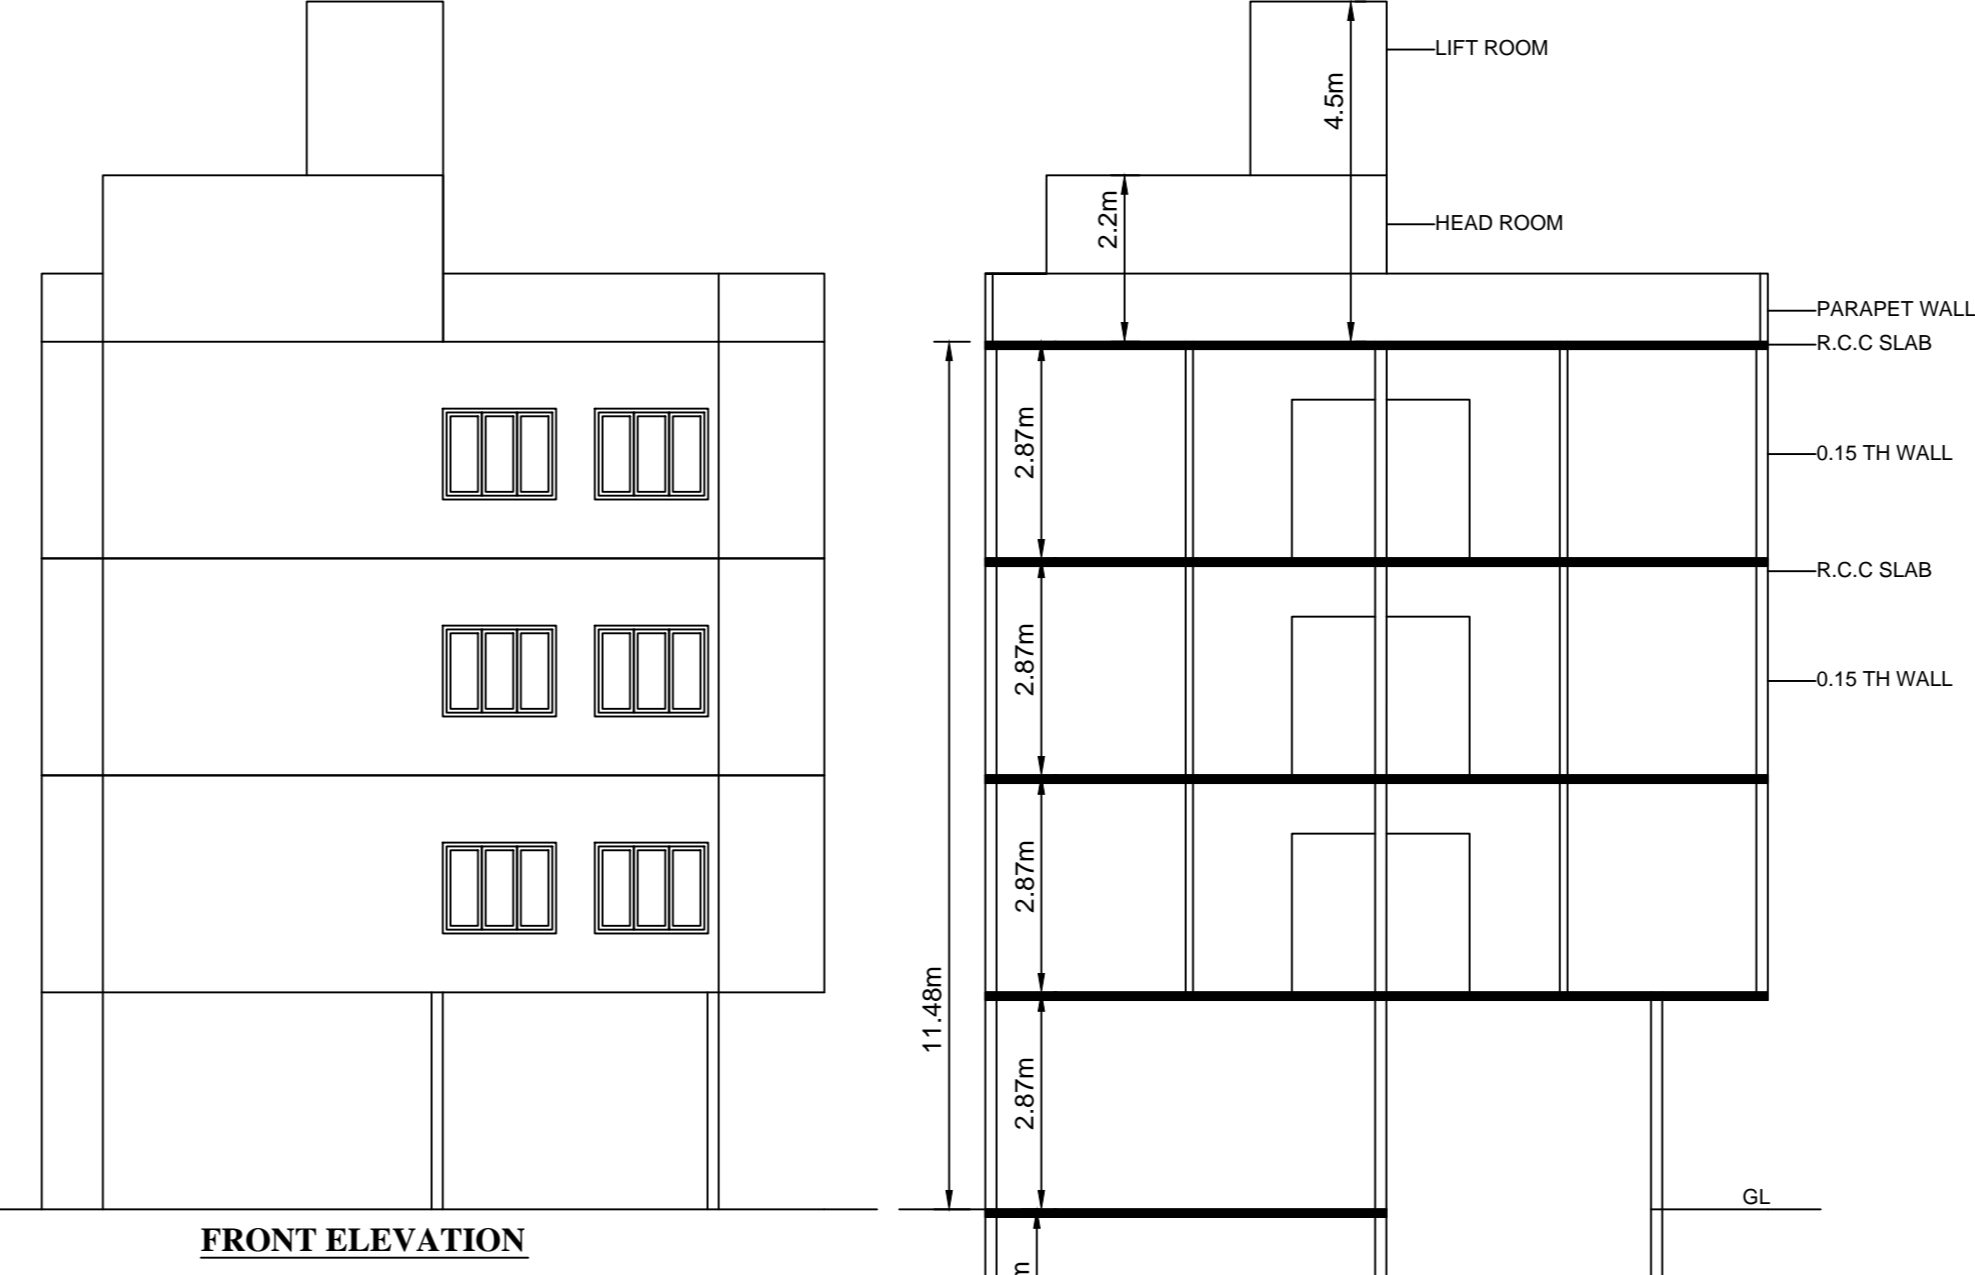 LIFT ROOM
4.5m
2.2m
HEAD ROOM
PARAPET WALL
R.C.C SLAB
2.87m
0.15 TH WALL
R.C.C SLAB
2.87m
0.15 TH WALL
2.87m
11.48m
2.87m
GL
FRONT ELEVATION
m